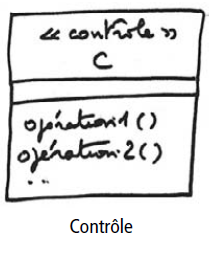 « contrôle »
C
opération1 ()
opération2 ()
...
Contrôle